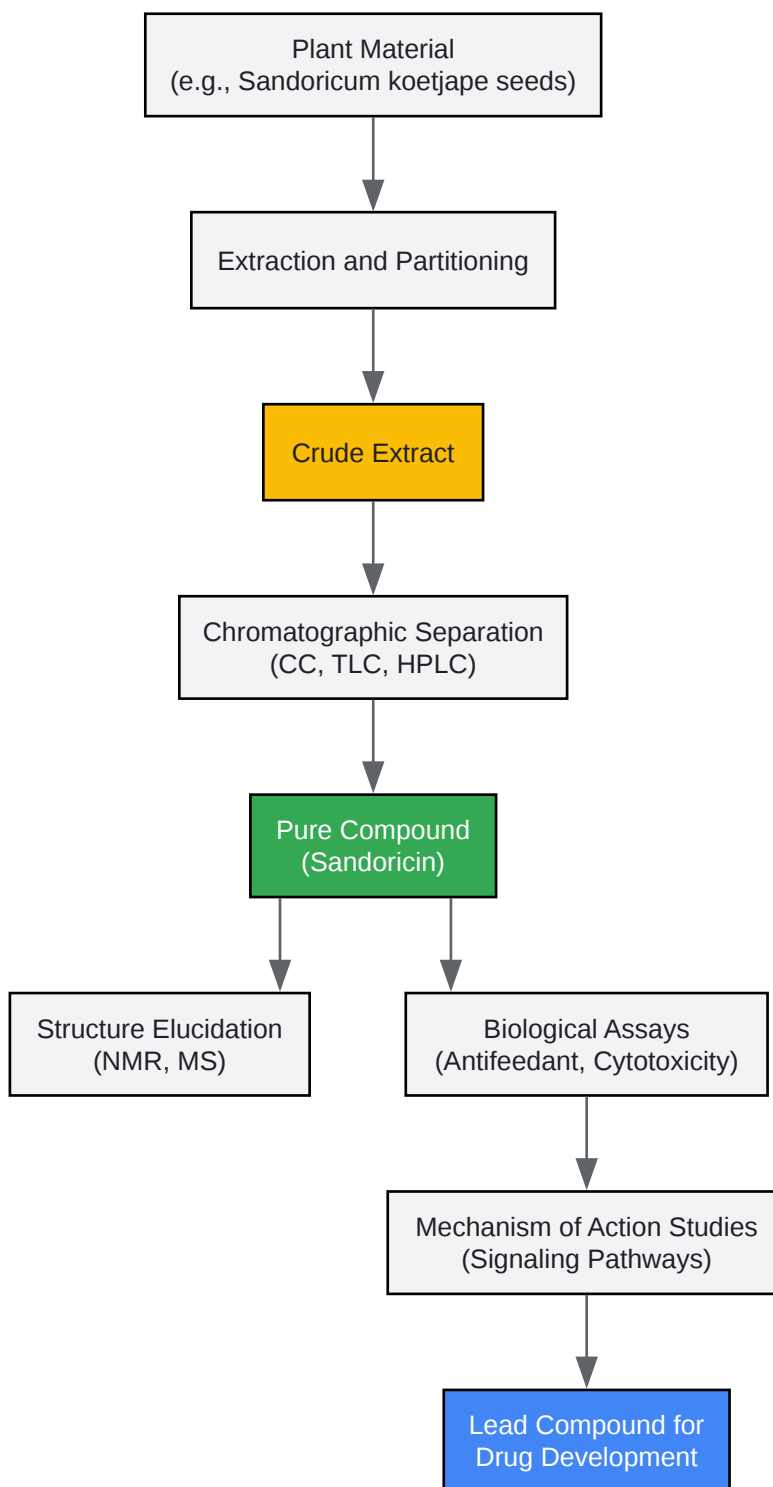 Plant Material
(e.g., Sandoricum koetjape seeds)
Extraction and Partitioning
Crude Extract
Chromatographic Separation
(CC, TLC, HPLC)
Pure Compound
(Sandoricin)
Structure Elucidation
(NMR, MS)
Biological Assays
(Antifeedant, Cytotoxicity)
Mechanism of Action Studies
(Signaling Pathways)
Lead Compound for
Drug Development